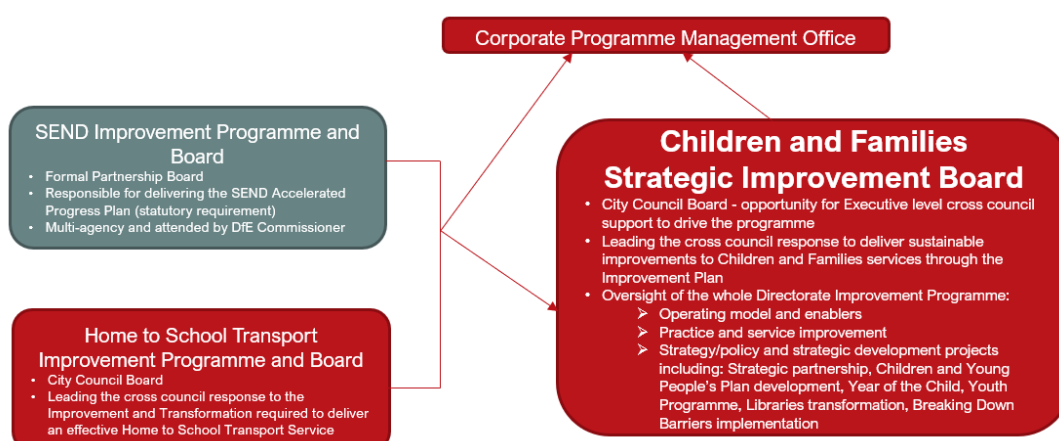 Corporate Programme Management Office
SEND Improvement Programme and
Board
• Formal Partnership Board
• Responsible for delivering the SEND Accelerated
Progress Plan (statutory requirement)
• Multi-agency and attended by DfE Commissioner
Home to School Transport
Improvement Programme and Board
• City Council Board
• Leading the cross council response to the
Improvement and Transformation required to deliver
an effective Home to School Transport Service
Children and Families
Strategic Improvement Board
• City Council Board - opportunity for Executive level cross council
support to drive the programme
• Leading the cross council response to deliver sustainable
improvements to Children and Families services through the
Improvement Plan
• Oversight of the whole Directorate Improvement Programme:
➢ Operating model and enablers
➢ Practice and service improvement
➢ Strategy/policy and strategic development projects
including: Strategic partnership, Children and Young
People's Plan development, Year of the Child, Youth
Programme, Libraries transformation, Breaking Down
Barriers implementation